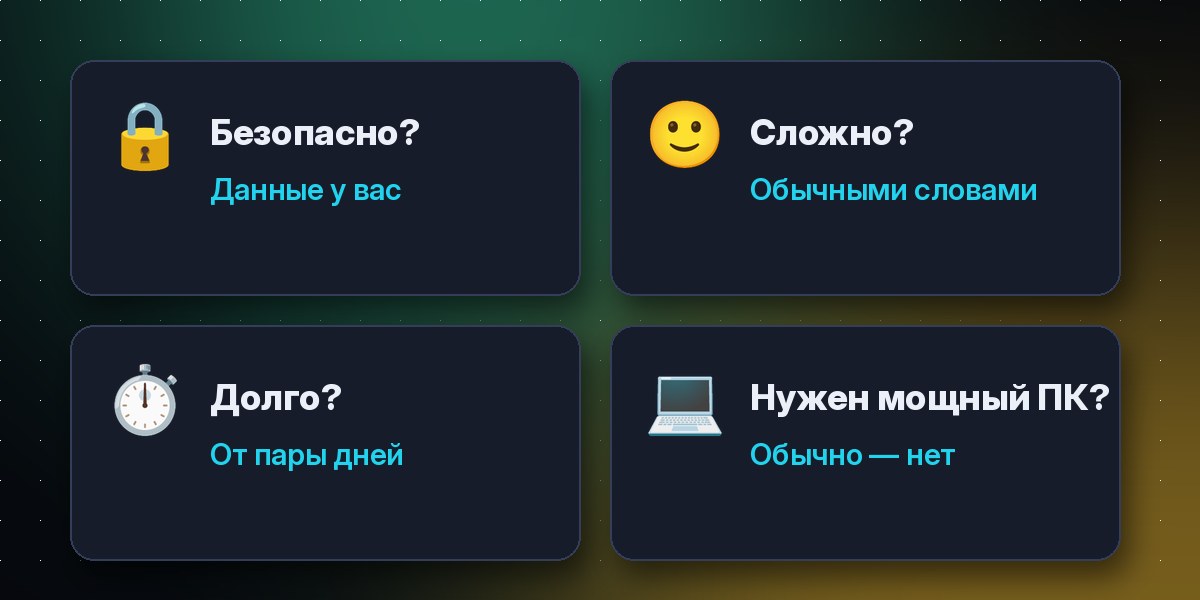 Безопасно?
Данные у вас
Сложно?
Обычными словами
Долго?
От пары дней
Нужен мощный ПК?
Обычно — нет